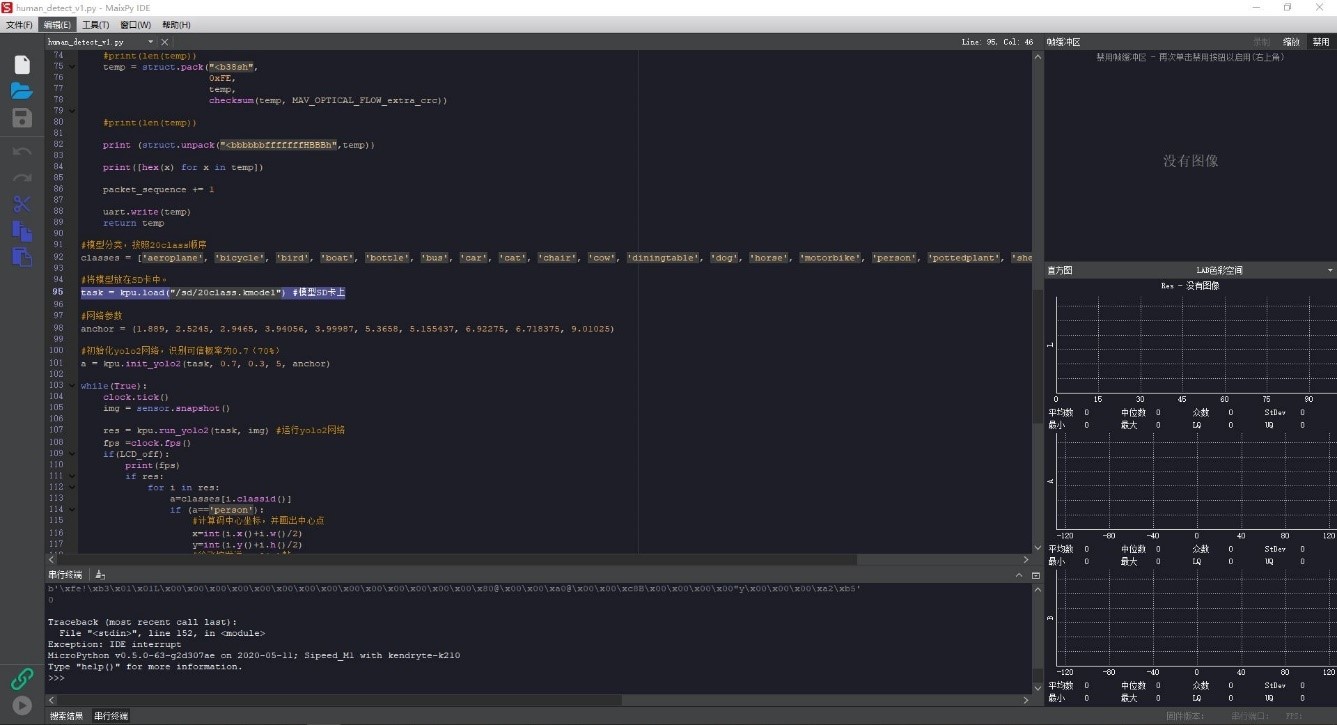 human_detect_v1.py - MaixPy IDE
文件(F) 编辑(E) 工具(T) 窗口(W) 帮助(H)
human_detect_v1.py
Line: 95, Col: 46
74 #print(len(temp))
75 temp = struct.pack("<b38sh",
76 0xFE,
77 temp,
78 checksum(temp, MAV_OPTICAL_FLOW_extra_crc))
79
80 #print(len(temp))
81
82 print (struct.unpack("<bbbbbbfffffffHBBBh",temp))
83
84 print([hex(x) for x in temp])
85
86 packet_sequence += 1
87
88 uart.write(temp)
89 return temp
90
91 #模型分类，按照20class顺序
92 classes = ['aeroplane', 'bicycle', 'bird', 'boat', 'bottle', 'bus', 'car', 'cat', 'chair', 'cow', 'diningtable', 'dog', 'horse', 'motorbike', 'person', 'pottedplant', 'she
93
94 #将模型放在SD卡中。
95 task = kpu.load("/sd/20class.kmodel") #模型SD卡上
96
97 #网络参数
98 anchor = (1.889, 2.5245, 2.9465, 3.94056, 3.99987, 5.3658, 5.155437, 6.92275, 6.718375, 9.01025)
99
100 #初始化yolo2网络，识别可信概率为0.7（70%）
101 a = kpu.init_yolo2(task, 0.7, 0.3, 5, anchor)
102
103 while(True):
104 clock.tick()
105 img = sensor.snapshot()
106
107 res = kpu.run_yolo2(task, img) #运行yolo2网络
108 fps =clock.fps()
109 if(LCD_off):
110 print(fps)
111 if res:
112 for i in res:
113 a=classes[i.classid()]
114 if (a=='person'):
115 #计算码中心坐标，并画出中心点
116 x=int(i.x()+i.w()/2)
117 y=int(i.y()+i.h()/2)
串行终端
b'\xfe!\xb3\x01\x01L\x00\x00\x00\x00\x00\x00\x00\x00\x00\x00\x00\x00\x00\x00\x00\x80@\x00\x00\xa0@\x00\x00\xc8B\x00\x00\x00\x00"y\x00\x00\x00\xa2\xb5'
0
Traceback (most recent call last):
File "<stdin>", line 152, in <module>
Exception: IDE interrupt
MicroPython v0.5.0-63-g2d307ae on 2020-05-11; Sipeed_M1 with kendryte-k210
Type "help()" for more information.
>>>
搜索结果 串行终端
帧缓冲区 录制 缩放 禁用
禁用帧缓冲区 - 再次单击禁用按钮以启用(右上角)
没有图像
直方图 LAB色彩空间
Res - 没有图像
L
0 15 30 45 60 75 90
平均数 0 中位数 0 众数 0 StDev 0
最小 0 最大 0 LQ 0 UQ 0
A
-120 -80 -40 0 40 80 120
平均数 0 中位数 0 众数 0 StDev 0
最小 0 最大 0 LQ 0 UQ 0
B
-120 -80 -40 0 40 80 120
平均数 0 中位数 0 众数 0 StDev 0
最小 0 最大 0 LQ 0 UQ 0
固件版本: 串行端口: FPS: